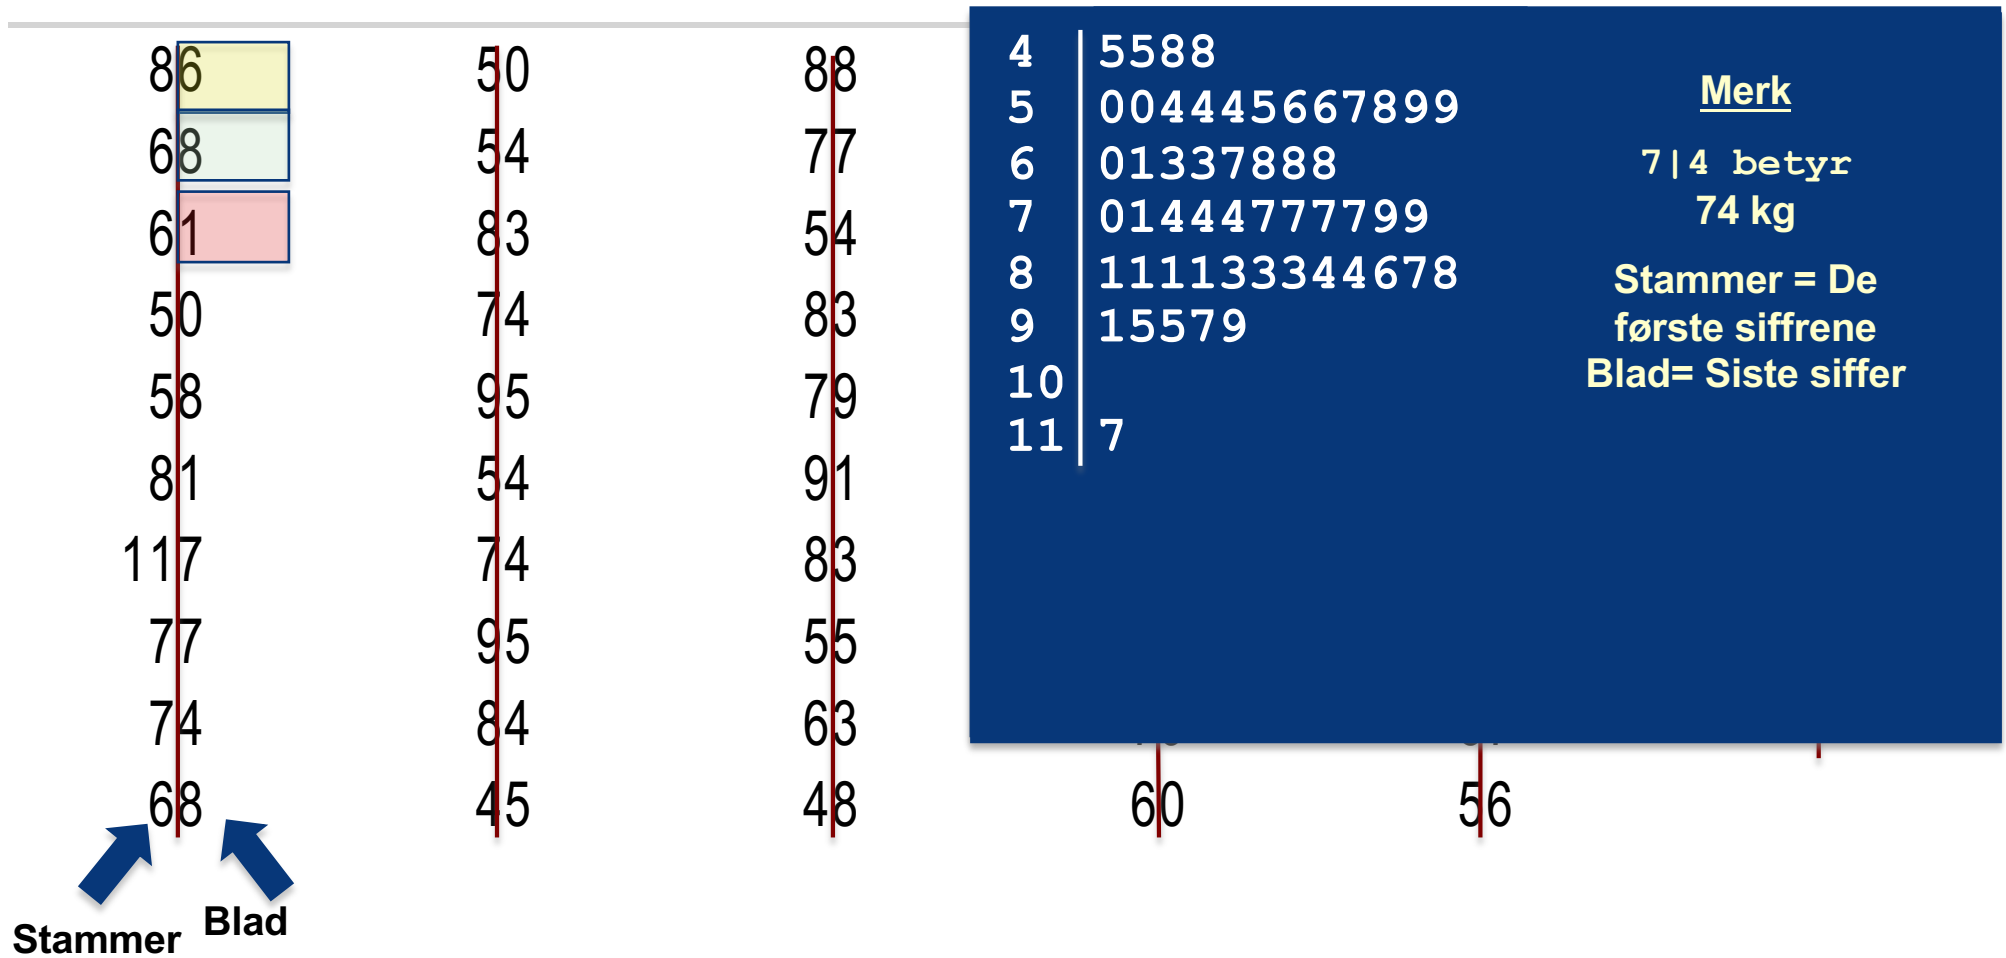 86 50 88
68 54 77
61 83 54
50 74 83
58 95 79
81 54 91
117 74 83
77 95 55
74 84 63
68 45 48 60 56
Stammer
Blad
4 5588
5 004445667899
6 01337888
7 01444777799
8 111133344678
9 15579
10
11 7
Merk
7|4 betyr
74 kg
Stammer = De
første siffrene
Blad= Siste siffer